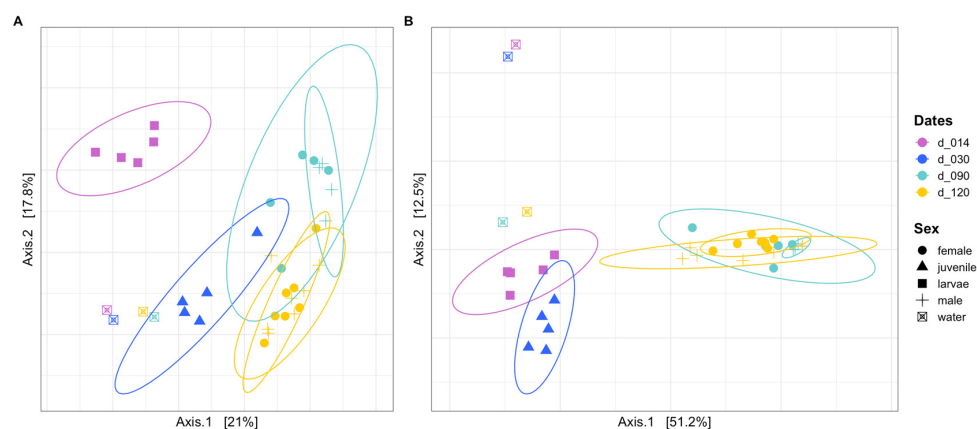 A
B
Axis.2 [17.8%]
Axis.1 [21%]
Axis.2 [12.5%]
Axis.1 [51.2%]
Dates
d_014
d_030
d_090
d_120
Sex
female
juvenile
larvae
male
water